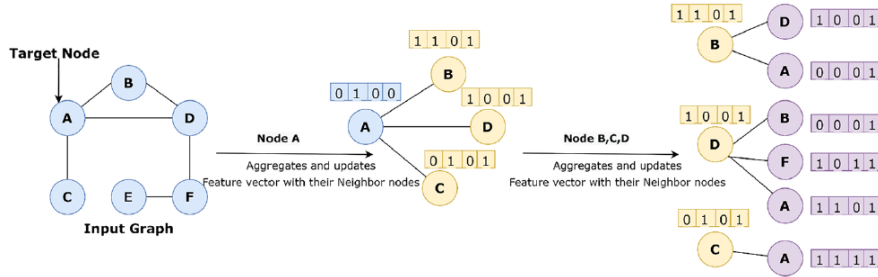 Target Node
A
B
D
C
E
F
Input Graph
Node A
Aggregates and updates
Feature vector with their Neighbor nodes
0 1 0 0
A
1 1 0 1
B
1 0 0 1
D
0 1 0 1
C
Node B,C,D
Aggregates and updates
Feature vector with their Neighbor nodes
1 1 0 1
B
D
1 0 0 1
A
0 0 0 1
1 0 0 1
D
B
0 0 0 1
F
1 0 1 1
A
1 1 0 1
0 1 0 1
C
A
1 1 1 1